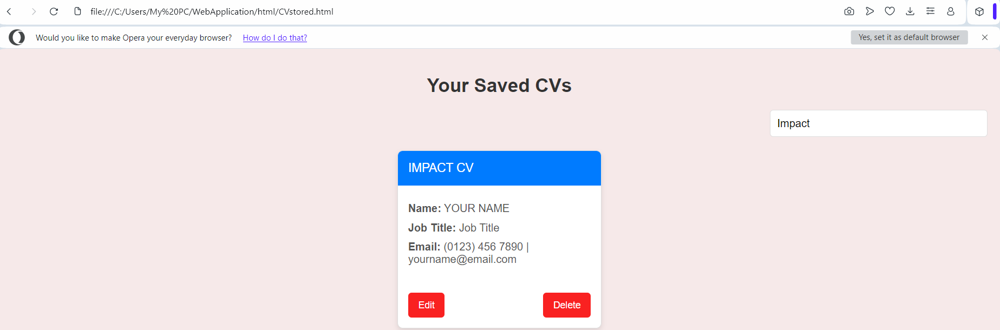 file:///C:/Users/My%20PC/WebApplication/html/CVstored.html
Would you like to make Opera your everyday browser? How do I do that? Yes, set it as default browser
Your Saved CVs
Impact
IMPACT CV
Name: YOUR NAME
Job Title: Job Title
Email: (0123) 456 7890 |
yourname@email.com
Edit Delete